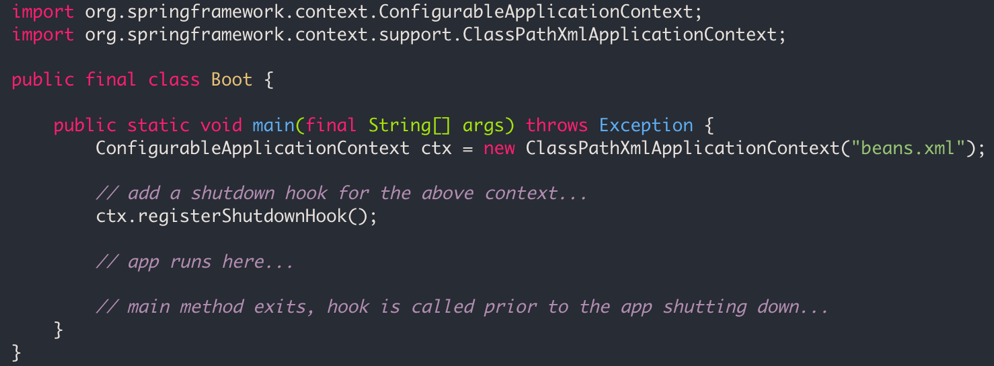 import org.springframework.context.ConfigurableApplicationContext;
import org.springframework.context.support.ClassPathXmlApplicationContext;

public final class Boot {

    public static void main(final String[] args) throws Exception {
        ConfigurableApplicationContext ctx = new ClassPathXmlApplicationContext("beans.xml");

        // add a shutdown hook for the above context...
        ctx.registerShutdownHook();

        // app runs here...

        // main method exits, hook is called prior to the app shutting down...
    }
}